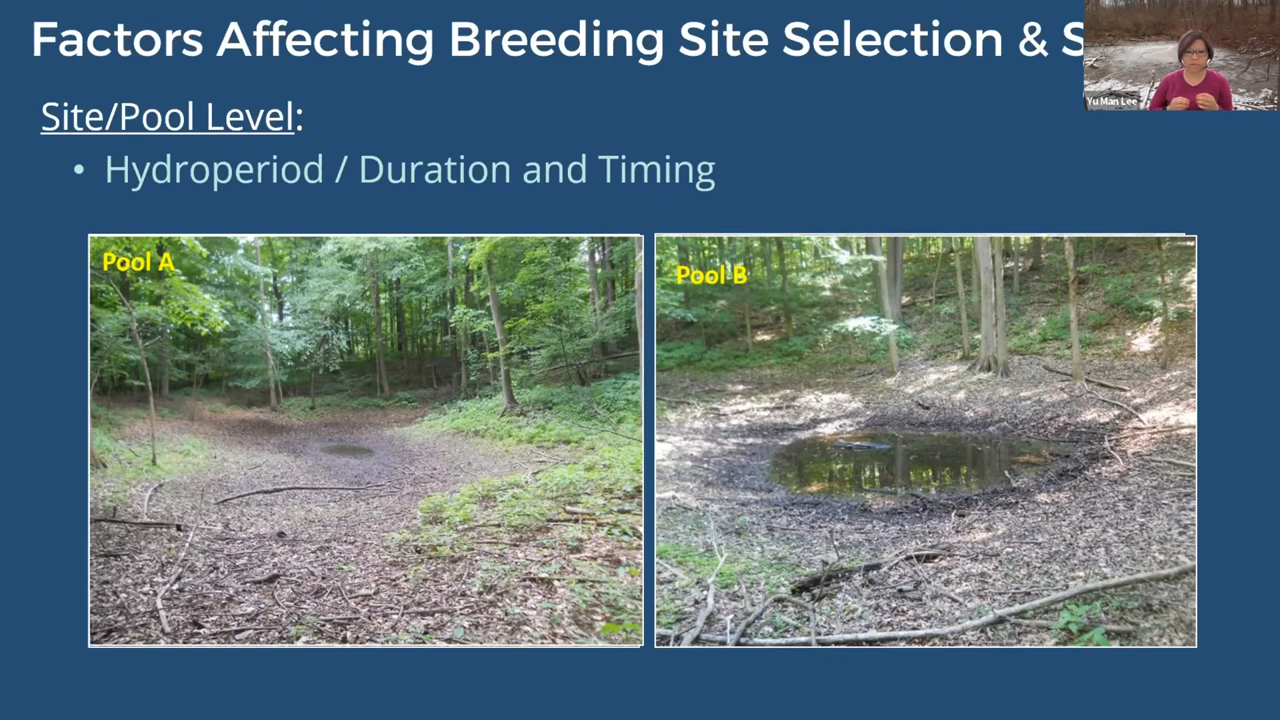 Factors Affecting Breeding Site Selection & S
Yu Man Lee
Site/Pool Level:
• Hydroperiod / Duration and Timing
Pool A
Pool B